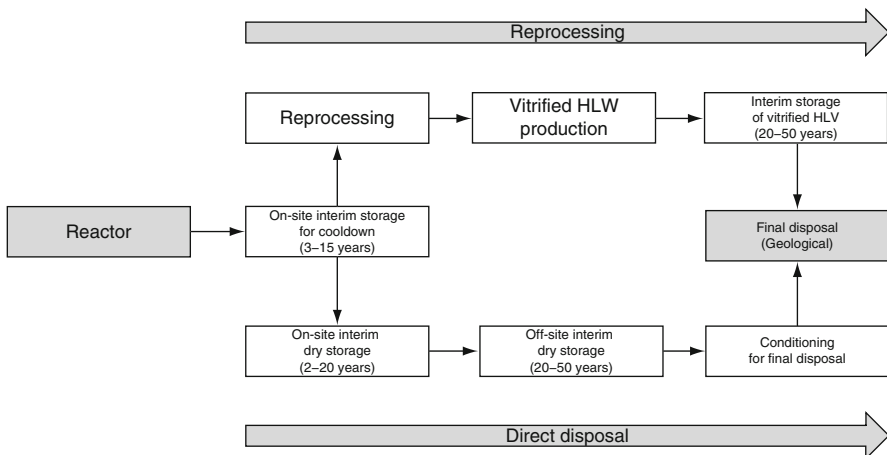 Reprocessing
Reprocessing
Vitrified HLW
production
Interim storage
of vitrified HLV
(20–50 years)
Reactor
On-site interim storage
for cooldown
(3–15 years)
Final disposal
(Geological)
On-site interim
dry storage
(2–20 years)
Off-site interim
dry storage
(20–50 years)
Conditioning
for final disposal
Direct disposal